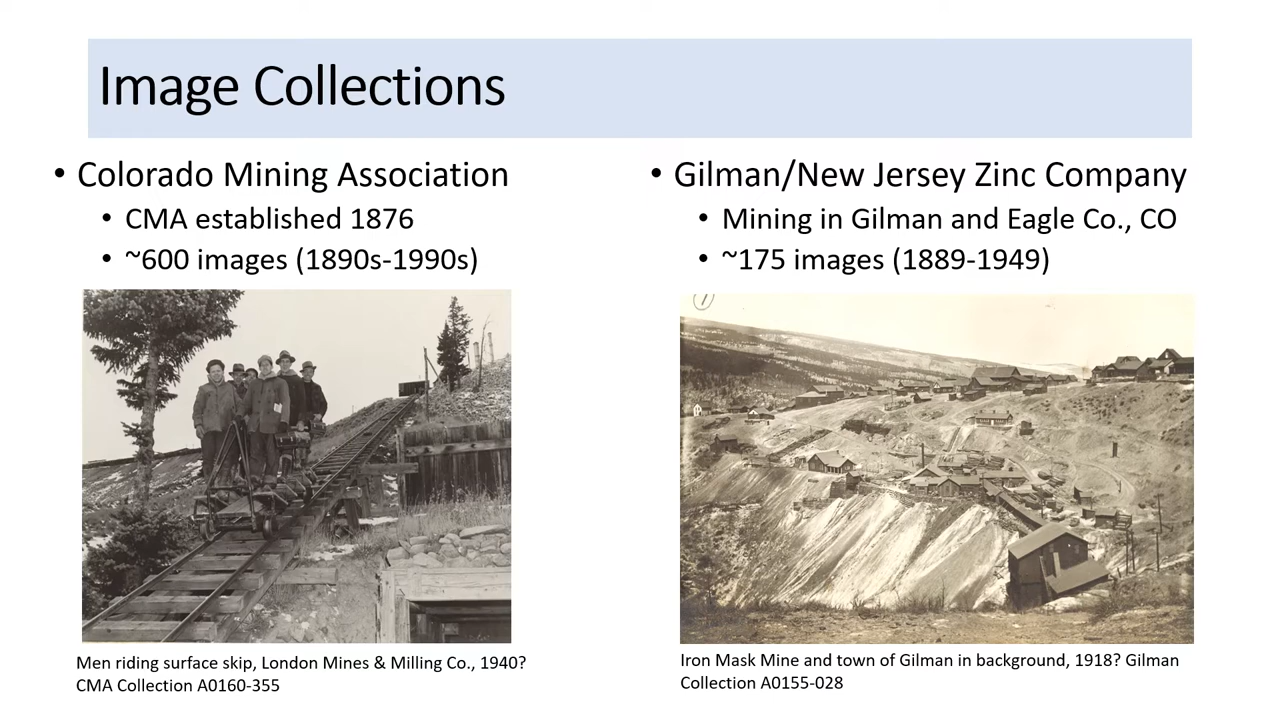 Image Collections
• Colorado Mining Association
• CMA established 1876
• ~600 images (1890s-1990s)
Men riding surface skip, London Mines & Milling Co., 1940?
CMA Collection A0160-355
• Gilman/New Jersey Zinc Company
• Mining in Gilman and Eagle Co., CO
• ~175 images (1889-1949)
1
Iron Mask Mine and town of Gilman in background, 1918? Gilman
Collection A0155-028